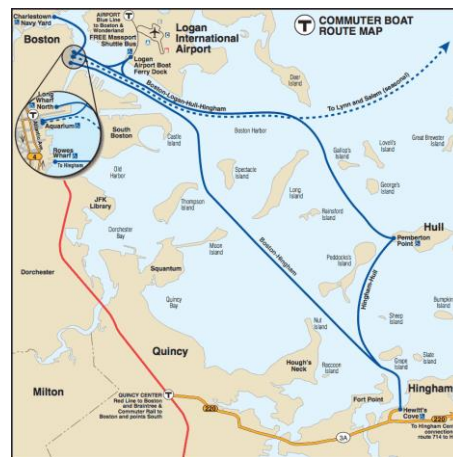 Charlestown
Navy Yard
AIRPORT
Blue Line to
Boston &
Wonderland
FREE Massport
Shuttle Bus
Logan
International
Airport
T COMMUTER BOAT
ROUTE MAP
Boston
Logan
Airport Boat
Ferry Dock
Long
Wharf
North
Aquarium
Rowes
Wharf
To Hingham
4
Boston-Logan-Hull-Hingham
To Lynn and Salem (seasonal)
Deer
Island
South
Boston
Castle
Island
Boston Harbor
Old
Harbor
Spectacle
Island
Gallop's
Island
Lovell's
Island
Great Brewster
Island
George's
Island
JFK
Library
Thompson
Island
Long
Island
Rainsford
Island
Hull
Pemberton
Point
Dorchester
Bay
Moon
Island
Boston-Hingham
Peddock's
Island
Hingham-Hull
Dorchester
Squantum
Quincy
Bay
Nut
Island
Sheep
Island
Bumpkin
Island
Quincy
Hough's
Neck
Raccoon
Island
Grape
Island
Slate
Island
Milton
QUINCY CENTER
Red Line to Boston
and Braintree &
Commuter Rail to
Boston and points South
T
220
Fort Point
Hingham
Hewitt's
Cove
220
3A
To Hingham Cen
connection
route 714 to H